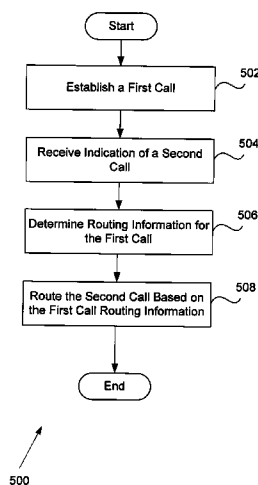 Start
502
Establish a First Call
504
Receive Indication of a Second
Call
506
Determine Routing Information for
the First Call
508
Route the Second Call Based on
the First Call Routing Information
End
500